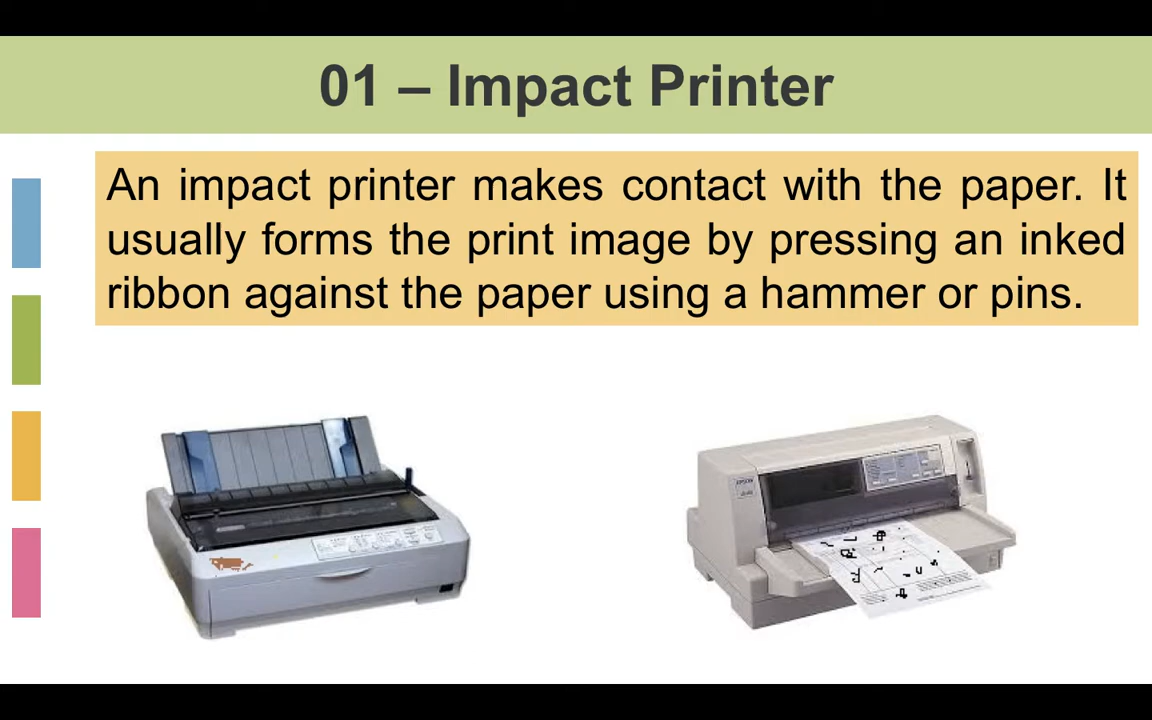 01 – Impact Printer
An impact printer makes contact with the paper. It
usually forms the print image by pressing an inked
ribbon against the paper using a hammer or pins.
EPSON